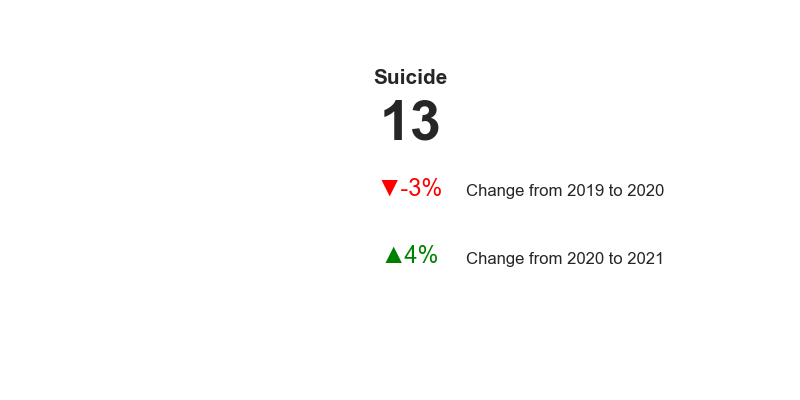 Suicide
13
▼-3% Change from 2019 to 2020
▲4% Change from 2020 to 2021